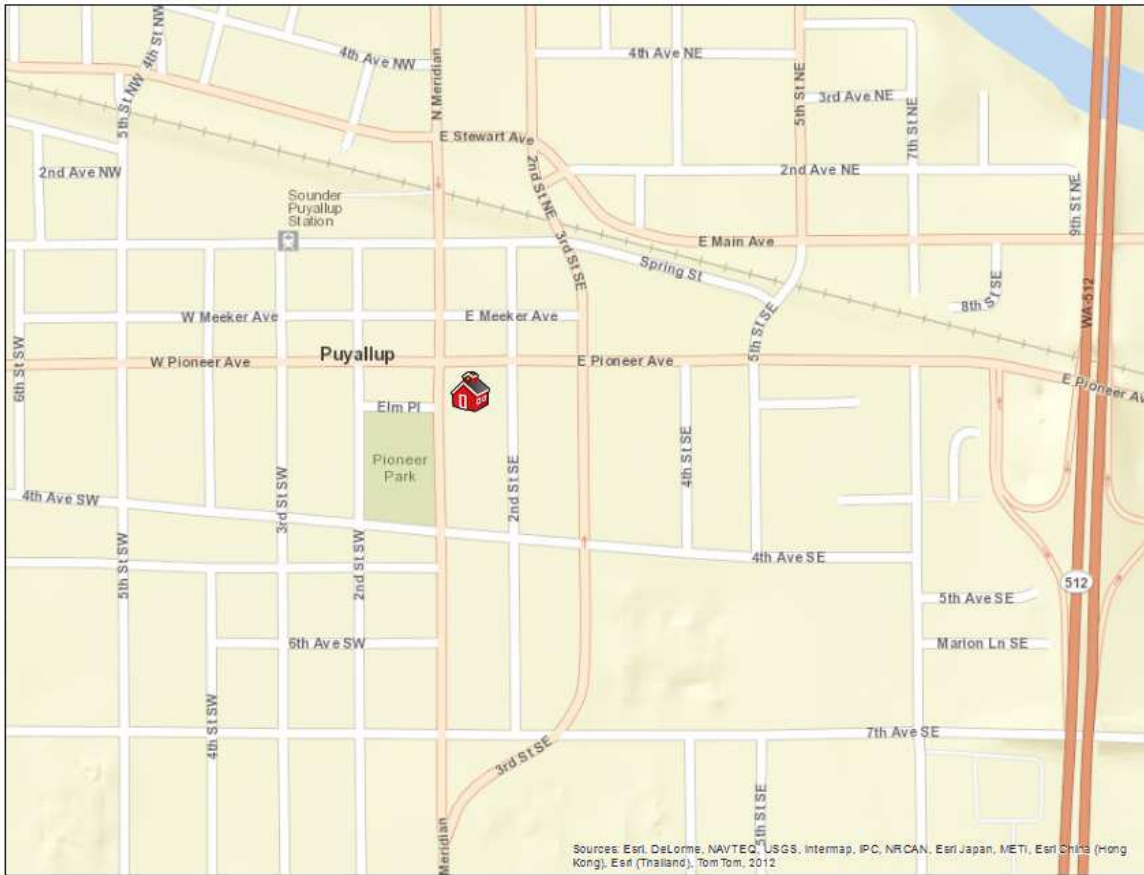 4th St NW
5th St NW
4th Ave NW
N Meridian
4th Ave NE
5th St NE
3rd Ave NE
7th St NE
E Stewart Ave
2nd Ave NW
2nd St NE
2nd Ave NE
9th St NE
Sounder
Puyallup
Station
3rd St SE
E Main Ave
Spring St
8th St SE
WA-512
W Meeker Ave
E Meeker Ave
5th St SE
6th St SW
W Pioneer Ave
Puyallup
E Pioneer Ave
E Pioneer Av
Elm Pl
Pioneer
Park
4th Ave SW
3rd St SW
2nd St SE
4th St SE
5th St SW
2nd St SW
4th Ave SE
512
5th Ave SE
6th Ave SW
Marion Ln SE
4th St SW
7th Ave SE
3rd St SE
5th St SE
Meridian
Sources: Esri, DeLorme, NAVTEQ, USGS, Intermap, iPC, NRCAN, Esri Japan, METI, Esri China (Hong
Kong), Esri (Thailand), TomTom, 2012